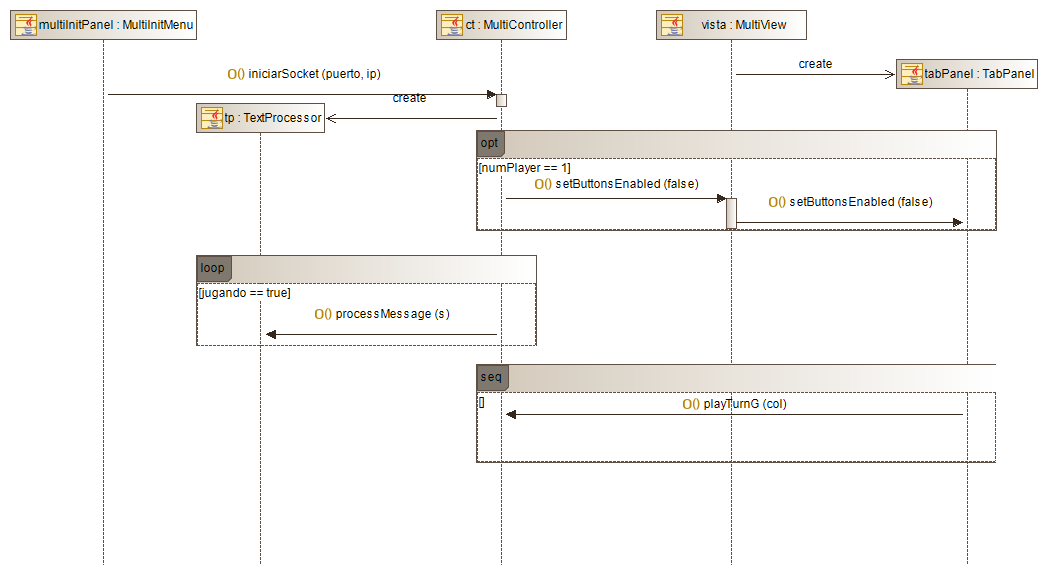 multiInitPanel : MultiInitMenu
ct : MultiController
vista : MultiView
create
tabPanel : TabPanel
O() iniciarSocket (puerto, ip)
create
tp : TextProcessor
opt
[numPlayer == 1]
O() setButtonsEnabled (false)
O() setButtonsEnabled (false)
loop
[jugando == true]
O() processMessage (s)
seq
[]
O() playTurnG (col)